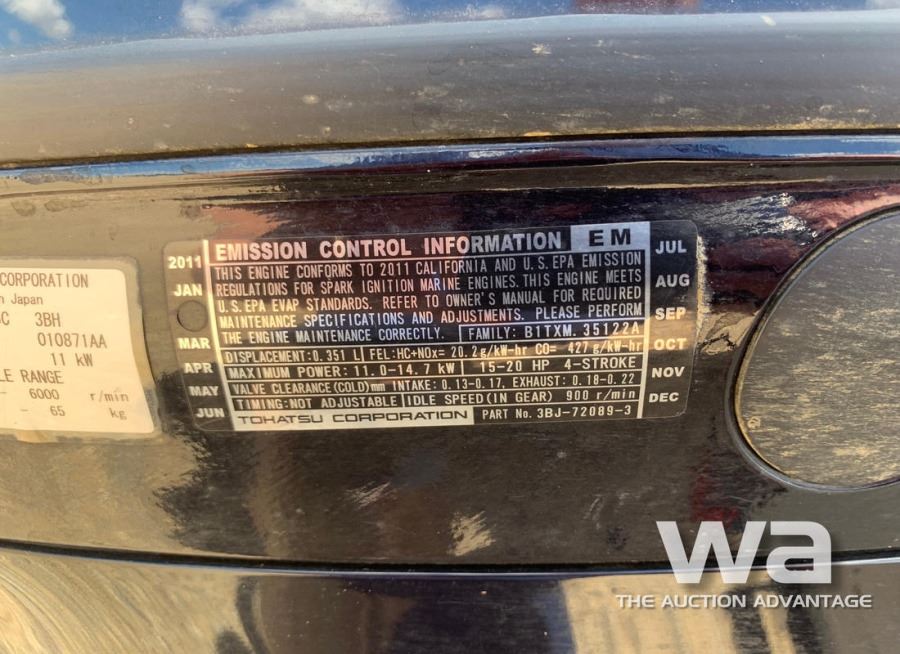 CORPORATION
Japan
3BH
010871AA
11 kW
LE RANGE
6000 r/min
65 kg
EMISSION CONTROL INFORMATION EM
THIS ENGINE CONFORMS TO 2011 CALIFORNIA AND U.S. EPA EMISSION
REGULATIONS FOR SPARK IGNITION MARINE ENGINES. THIS ENGINE MEETS
U.S. EPA EVAP STANDARDS. REFER TO OWNER'S MANUAL FOR REQUIRED
MAINTENANCE SPECIFICATIONS AND ADJUSTMENTS. PLEASE PERFORM
THE ENGINE MAINTENANCE CORRECTLY. FAMILY: B1TXM. 35122A
DISPLACEMENT:0.351 L FEL:HC+NOx= 20.2g/kW-hr CO= 427g/kW-hr
MAXIMUM POWER: 11.0-14.7 kW 15-20 HP 4-STROKE
VALVE CLEARANCE(COLD)mm INTAKE: 0.13-0.17, EXHAUST: 0.18-0.22
TIMING:NOT ADJUSTABLE IDLE SPEED(IN GEAR) 900 r/min
TOHATSU CORPORATION PART No. 3BJ-72089-3
2011
JAN
MAR
APR
MAY
JUN
JUL
AUG
SEP
OCT
NOV
DEC
wa
THE AUCTION ADVANTAGE